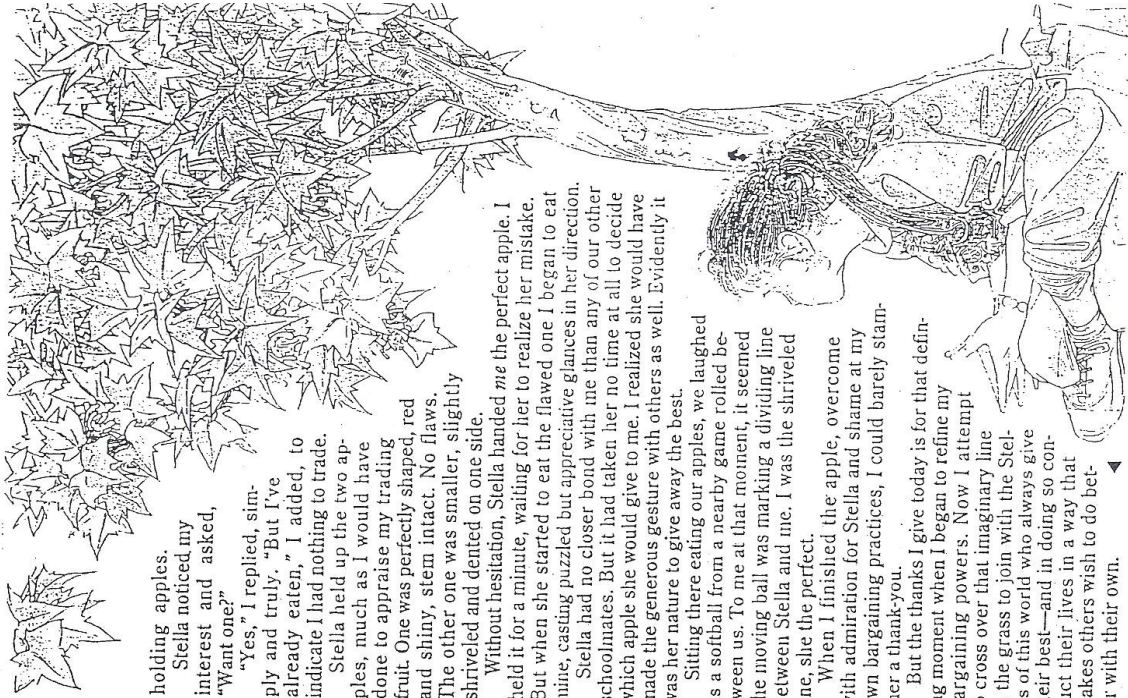 holding apples.
Stella noticed my
interest and asked,
"Want one?"
"Yes," I replied, sim-
ply and truly. "But I've
already eaten," I added, to
indicate I had nothing to trade.
Stella held up the two ap-
ples, much as I would have
done to appraise my trading
fruit. One was perfectly shaped, red
and shiny, stem intact. No flaws.
The other one was smaller, slightly
shriveled and dented on one side.
Without hesitation, Stella handed me the perfect apple. I
held it for a minute, waiting for her to realize her mistake.
But when she started to eat the flawed one I began to eat
mine, casting puzzled but appreciative glances in her direction.
Stella had no closer bond with me than any of our other
schoolmates. But it had taken her no time at all to decide
which apple she would give to me. I realized she would have
made the generous gesture with others as well. Evidently it
was her nature to give away the best.
Sitting there eating our apples, we laughed
as a softball from a nearby game rolled be-
ween us. To me at that moment, it seemed
he moving ball was marking a dividing line
etween Stella and me. I was the shriveled
ne, she the perfect.
When I finished the apple, overcome
ith admiration for Stella and shame at my
wn bargaining practices, I could barely stam-
er a thank-you.
But the thanks I give today is for that defin-
g moment when I began to refine my
argaining powers. Now I attempt
cross over that imaginary line
the grass to join with the Stel-
of this world who always give
eir best—and in doing so con-
ct their lives in a way that
akes others wish to do bet-
r with their own.